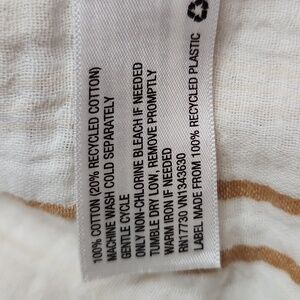 100% COTTON (20% RECYCLED COTTON)
MACHINE WASH COLD SEPARATELY
GENTLE CYCLE
ONLY NON-CHLORINE BLEACH IF NEEDED
TUMBLE DRY LOW, REMOVE PROMPTLY
WARM IRON IF NEEDED
RN17730 VN1343630
LABEL MADE FROM 100% RECYCLED PLASTIC